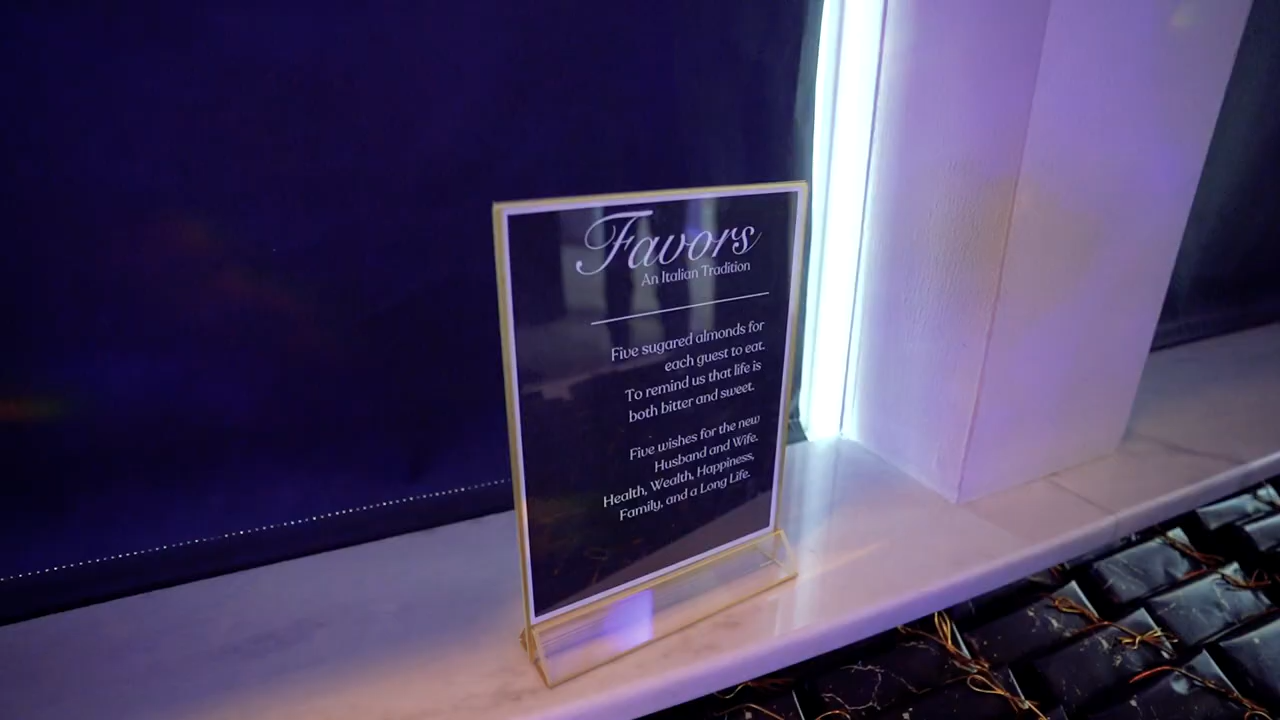 Favors
An Italian Tradition
Five sugared almonds for
each guest to eat.
To remind us that life is
both bitter and sweet.
Five wishes for the new
Husband and Wife.
Health, Wealth, Happiness,
Family, and a Long Life.